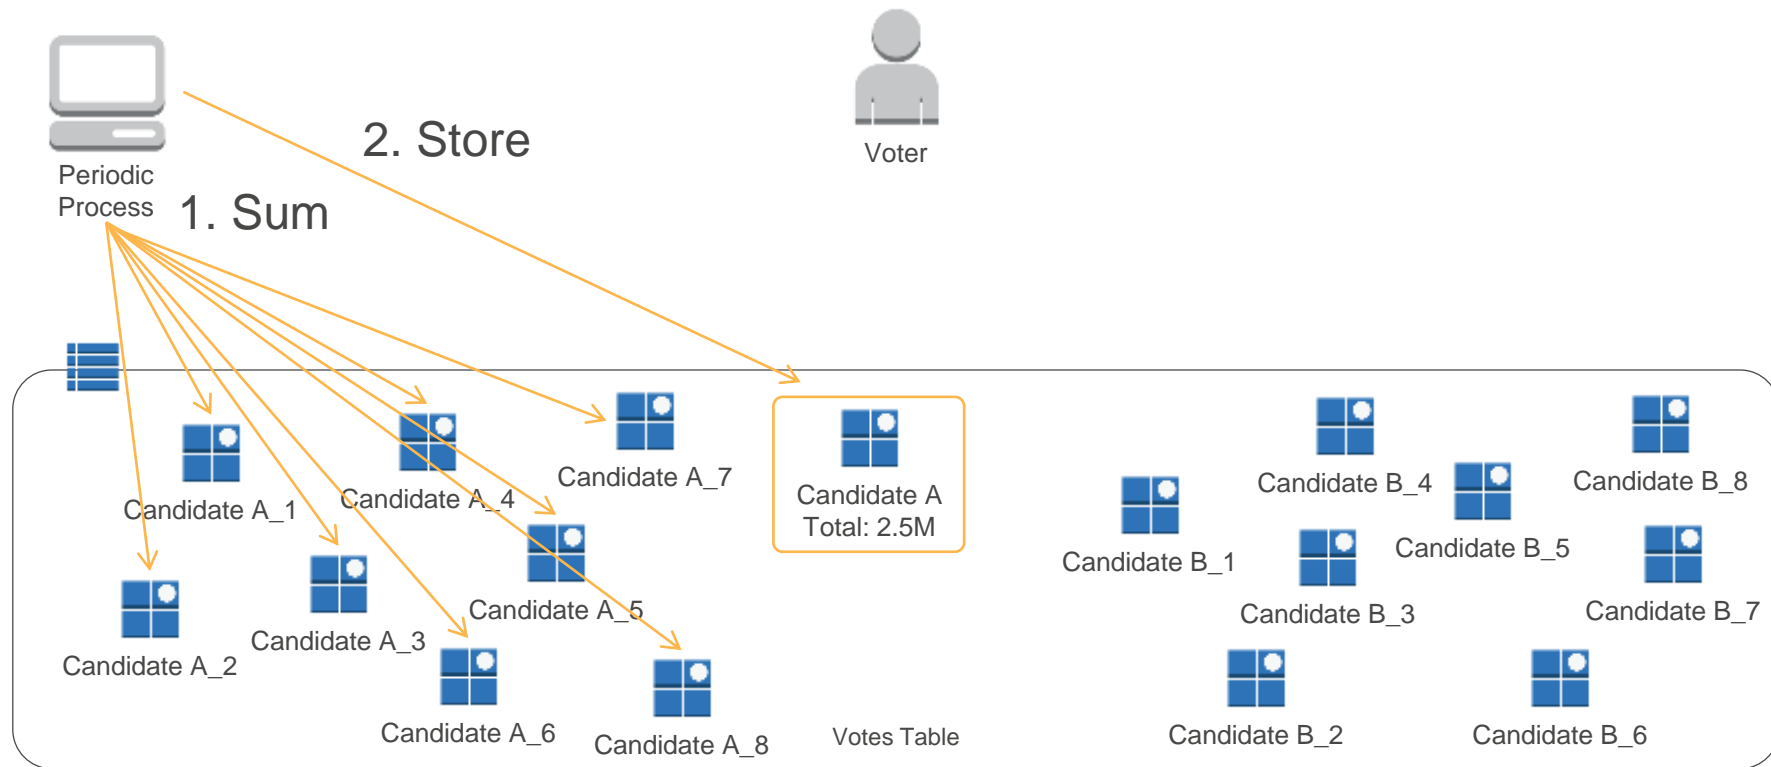 2. Store
Voter
Periodic
Process
1. Sum
Candidate A_1
Candidate A_4
Candidate A_7
Candidate A
Total: 2.5M
Candidate A_2
Candidate A_3
Candidate A_5
Candidate A_6
Candidate A_8
Votes Table
Candidate B_1
Candidate B_4
Candidate B_5
Candidate B_8
Candidate B_3
Candidate B_7
Candidate B_2
Candidate B_6